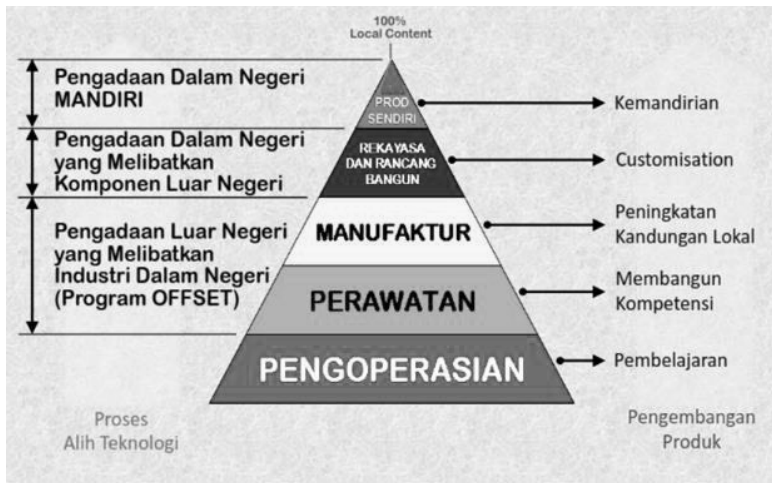 100%
Local Content
Pengadaan Dalam Negeri
MANDIRI
Pengadaan Dalam Negeri
yang Melibatkan
Komponen Luar Negeri
Pengadaan Luar Negeri
yang Melibatkan
Industri Dalam Negeri
(Program OFFSET)
Proses
Alih Teknologi
PROD
SENDIRI
REKAYASA
DAN RANCANG
BANGUN
MANUFAKTUR
PERAWATAN
PENGOPERASIAN
Kemandirian
Customisation
Peningkatan
Kandungan Lokal
Membangun
Kompetensi
Pembelajaran
Pengembangan
Produk